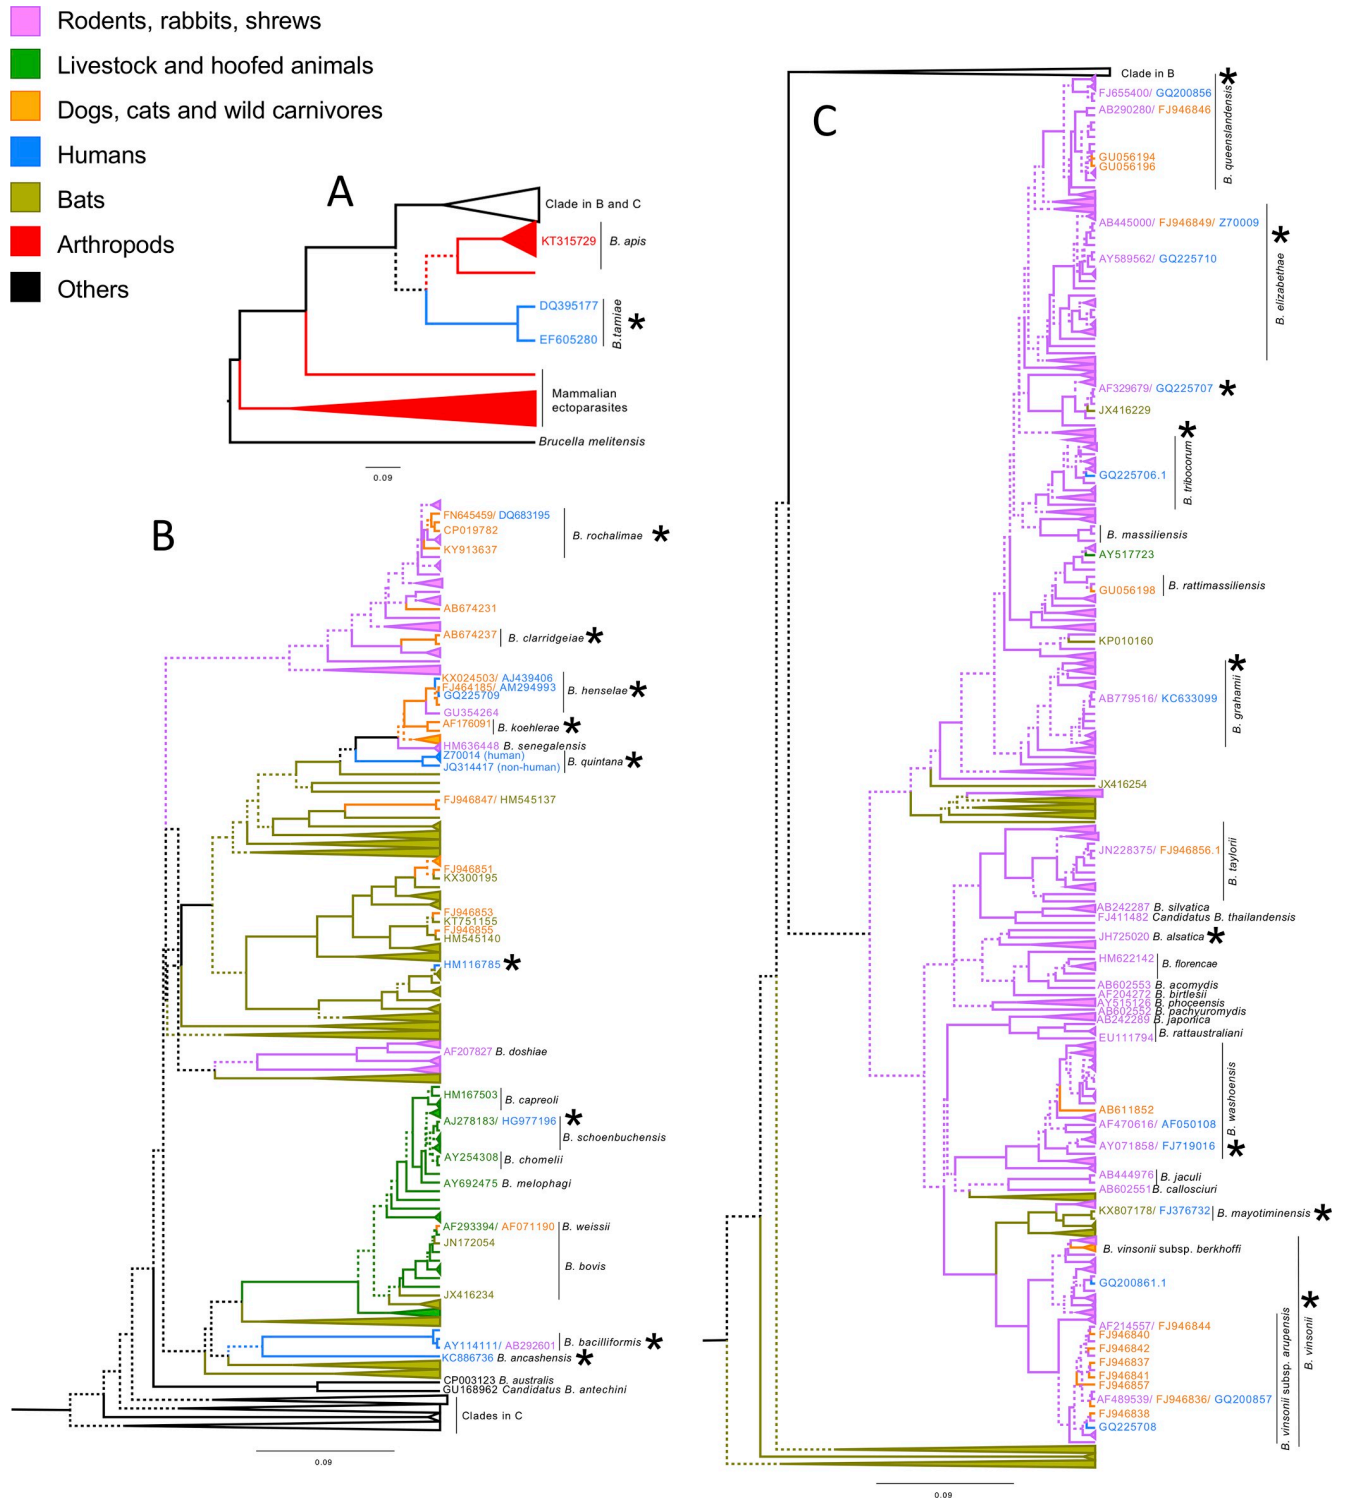 Rodents, rabbits, shrews
Livestock and hoofed animals
Dogs, cats and wild carnivores
Humans
Bats
Arthropods
Others
A
Clade in B and C
KT315729
B. apis
DQ395177
EF605280
B.tamiae
*
Mammalian
ectoparasites
Brucella melitensis
0.09
B
FN645459/ DQ683195
CP019782
KY913637
B. rochalimae
*
AB674231
AB674237
B. clarridgeiae
*
KX024503/ AJ439406
FJ464185/ AM294993
GQ225709
B. henselae
*
GU354264
AF176091
B. koehlerae
*
HM636448 B. senegalensis
Z70014 (human)
JQ314417 (non-human)
B. quintana
*
FJ946847/ HM545137
FJ946851
KX300195
FJ946853
KT751155
FJ946855
HM545140
HM116785
*
AF207827 B. doshiae
HM167503
B. capreoli
AJ278183/ HG977196
*
B. schoenbuchensis
AY254308
B. chomelii
AY692475 B. melophagi
AF293394/ AF071190
B. weissii
JN172054
B. bovis
JX416234
AY114111/ AB292601
B. bacilliformis
*
KC886736 B. ancashensis
*
CP003123 B. australis
GU168962 Candidatus B. antechini
Clades in C
0.09
C
Clade in B
FJ655400/ GQ200856
AB290280/ FJ946846
GU056194
GU056196
B. queenslandensis
*
AB445000/ FJ946849/ Z70009
AY589562/ GQ225710
B. elizabethae
*
AF329679/ GQ225707
*
JX416229
GQ225706.1
B. tribocorum
*
B. massiliensis
AY517723
GU056198
B. rattimassiliensis
KP010160
AB779516/ KC633099
B. grahamii
*
JX416254
JN228375/ FJ946856.1
B. taylorii
AB242287 B. silvatica
FJ411482 Candidatus B. thailandensis
JH725020 B. alsatica
*
HM622142
B. florencae
AB602553 B. acomydis
AF204272 B. birtlesii
AY515126 B. phoceensis
AB602552 B. pachyuromydis
AB242289 B. japonica
B. rattaustraliani
EU111794
AB611852
AF470616/ AF050108
AY071858/ FJ719016
B. washoensis
*
AB444976
B. jaculi
AB602551 B. callosciuri
KX807178/ FJ376732
B. mayotiminensis
*
B. vinsonii subsp. berkhoffi
GQ200861.1
AF214557/ FJ946844
FJ946840
FJ946842
FJ946837
FJ946841
FJ946857
AF489539/ FJ946836/ GQ200857
FJ946838
GQ225708
B. vinsonii subsp. arupensis
B. vinsonii
*
0.09